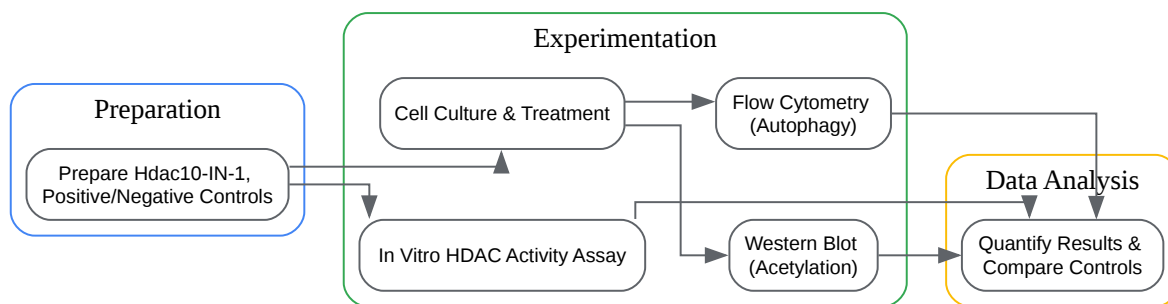 Experimentation
Preparation
Cell Culture & Treatment
Flow Cytometry
(Autophagy)
Prepare Hdac10-IN-1,
Positive/Negative Controls
Data Analysis
In Vitro HDAC Activity Assay
Western Blot
(Acetylation)
Quantify Results &
Compare Controls